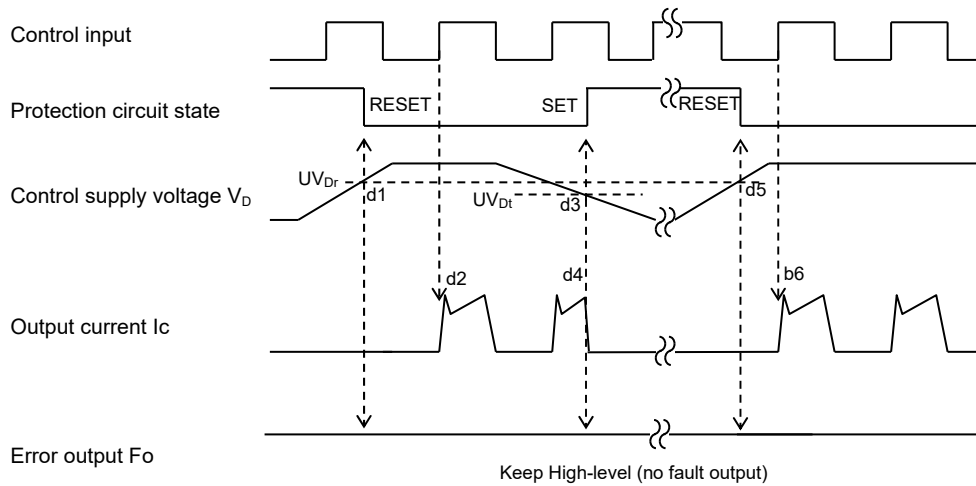 Control input
Protection circuit state
RESET
SET
RESET
Control supply voltage VD
UVDr
d1
UVDt
d3
d5
d2
d4
b6
Output current Ic
Error output Fo
Keep High-level (no fault output)